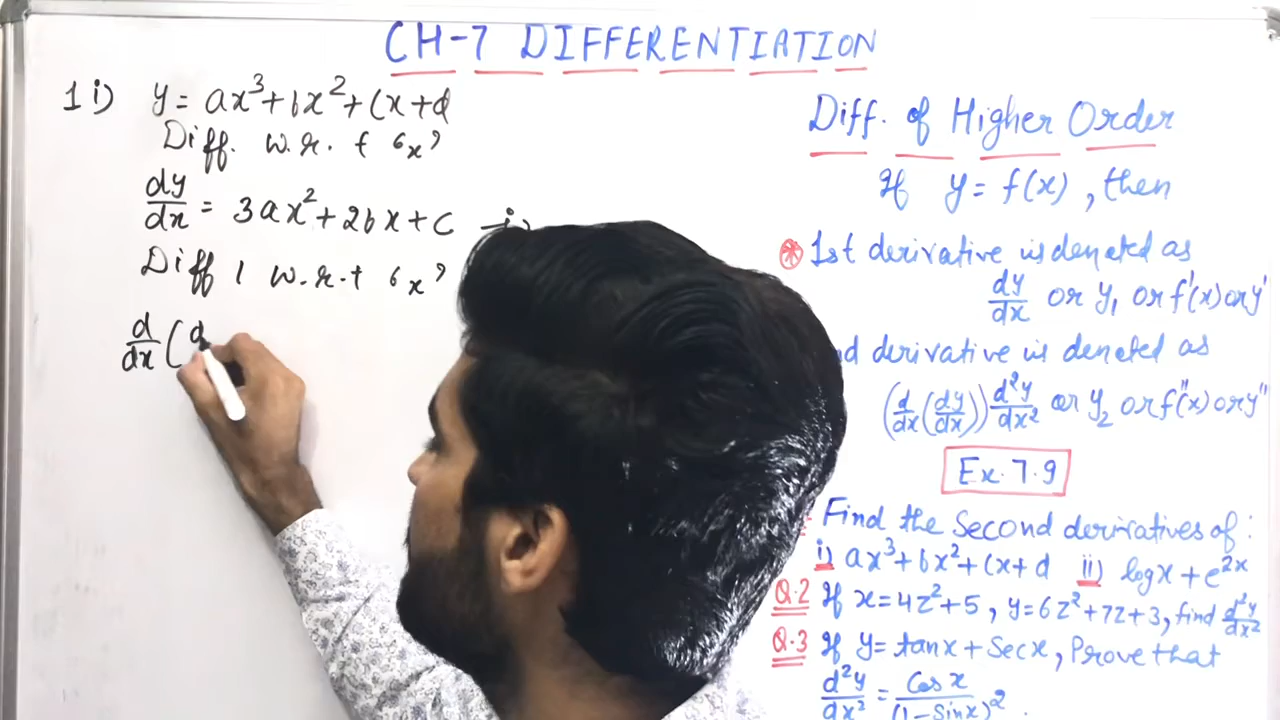 CH-7 DIFFERENTIATION
1 i) y = ax³ + bx² + cx + d
Diff. w.r.t 'x'
dy/dx = 3ax² + 2bx + c
Diff 1 w.r.t 'x'
d/dx (d
Diff. of Higher Order
If y = f(x), then
* 1st derivative is denoted as
dy/dx or y₁ or f'(x) or y'
d derivative is denoted as
(d/dx (dy/dx)) d²y/dx² or y₂ or f"(x) or y"
Ex. 7.9
Find the Second derivatives of :
i) ax³ + bx² + cx + d ii) logx + e²ˣ
Q.2 If x = 4z² + 5, y = 6z² + 7z + 3, find d²y/dx²
Q.3 If y = tanx + Secx, Prove that
d²y/dx² = Cos x/(1 - Sinx)²